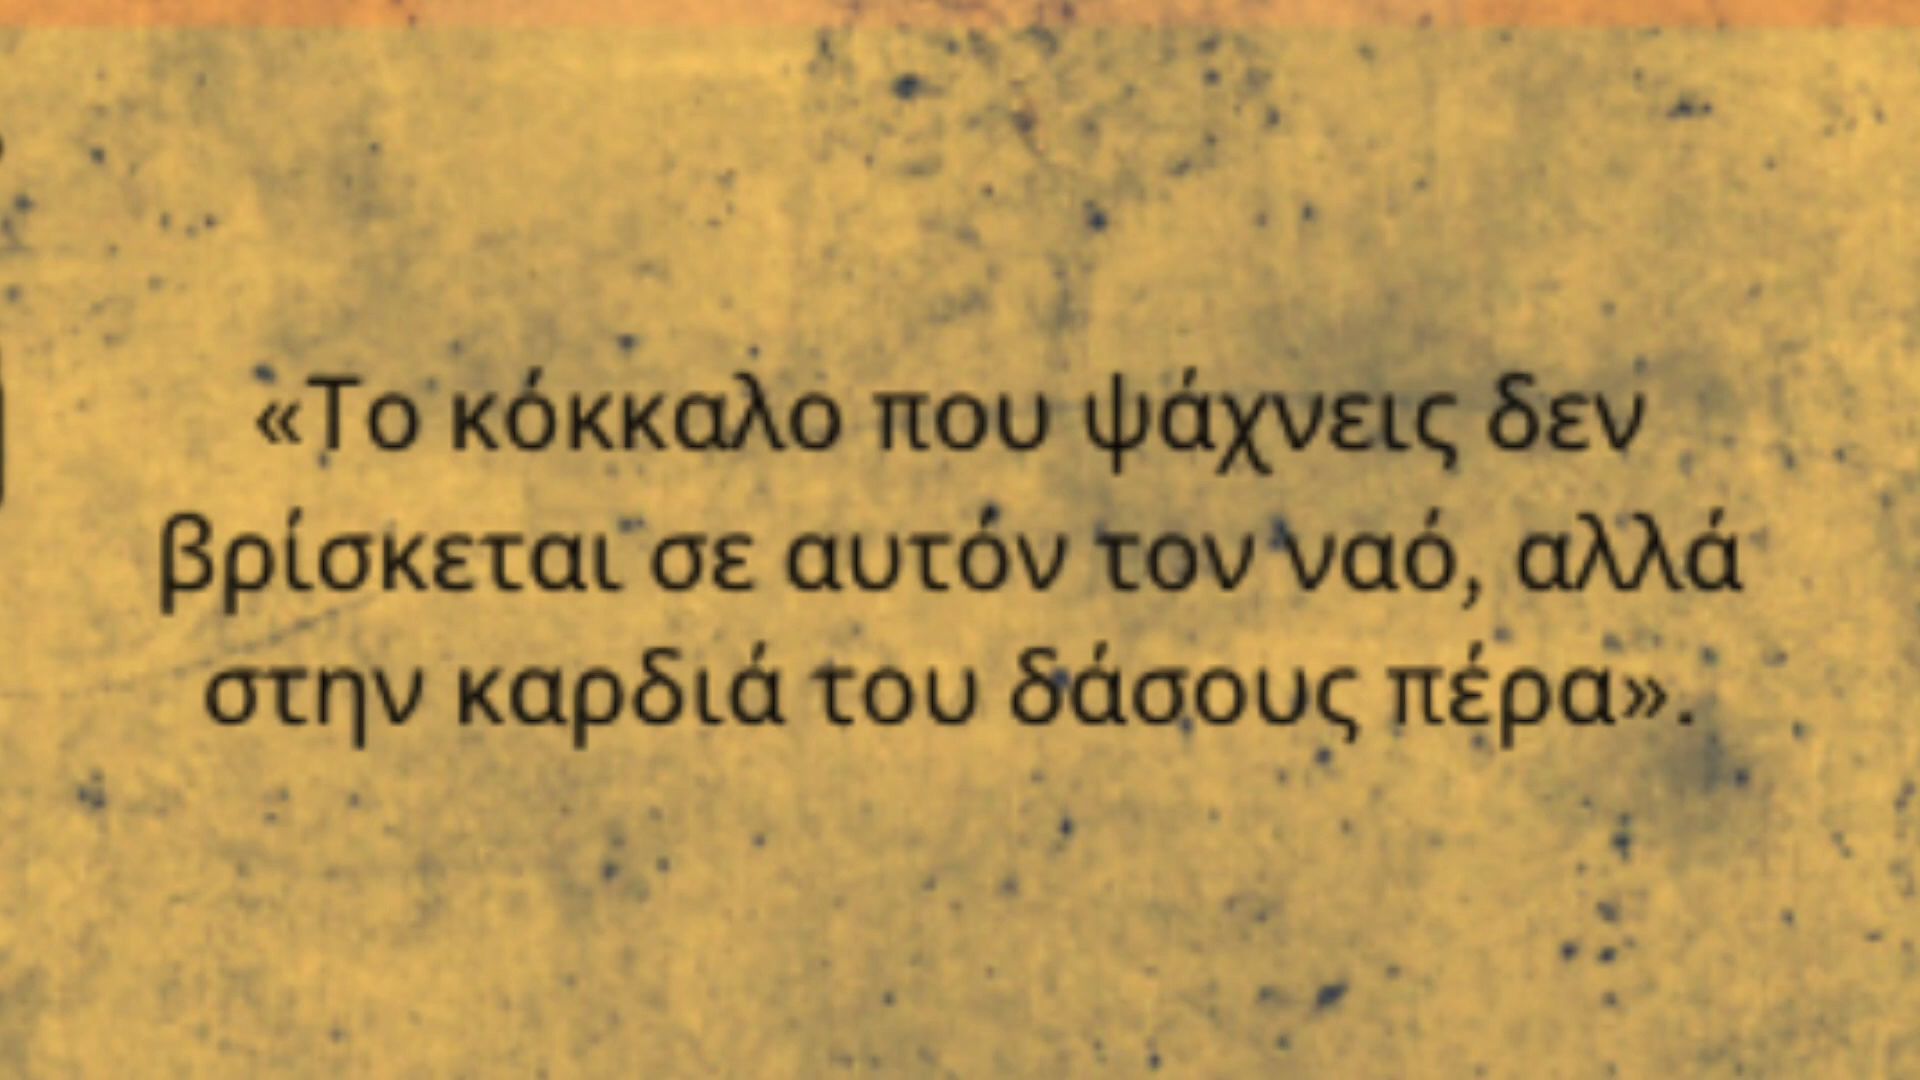 «Το κόκκαλο που ψάχνεις δεν
βρίσκεται σε αυτόν τον ναό, αλλά
στην καρδιά του δάσους πέρα».